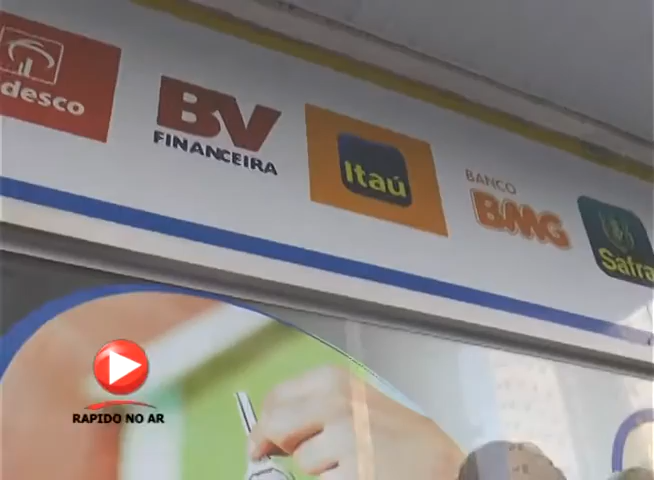 desco
BV
FINANCEIRA
Itaú
BANCO
BMG
Safra
RAPIDO NO AR